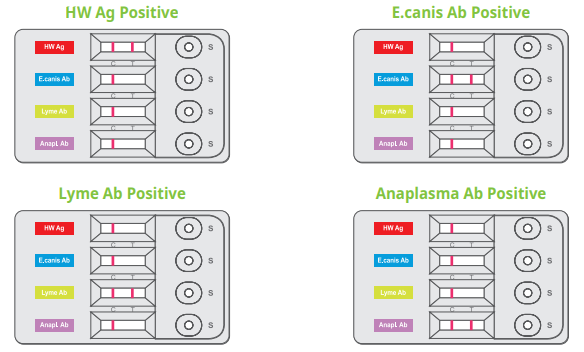 HW Ag Positive
HW Ag S
C T
E.canis Ab S
C T
Lyme Ab S
C T
Anapl. Ab S
E.canis Ab Positive
HW Ag S
C T
E.canis Ab S
C T
Lyme Ab S
C T
Anapl. Ab S
Lyme Ab Positive
HW Ag S
C T
E.canis Ab S
C T
Lyme Ab S
C T
Anapl. Ab S
Anaplasma Ab Positive
HW Ag S
C T
E.canis Ab S
C T
Lyme Ab S
C T
Anapl. Ab S